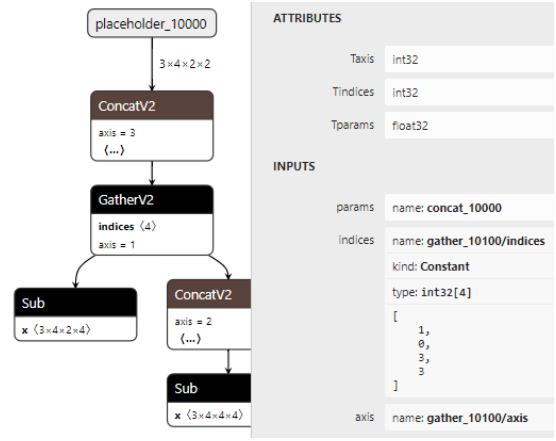 placeholder_10000
3×4×2×2
ConcatV2
axis = 3
⟨...⟩
GatherV2
indices ⟨4⟩
axis = 1
Sub
x ⟨3×4×2×4⟩
ConcatV2
axis = 2
⟨...⟩
Sub
x ⟨3×4×4×4⟩
ATTRIBUTES
Taxis int32
Tindices int32
Tparams float32
INPUTS
params name: concat_10000
indices name: gather_10100/indices
kind: Constant
type: int32[4]
[
1,
0,
3,
3
]
axis name: gather_10100/axis